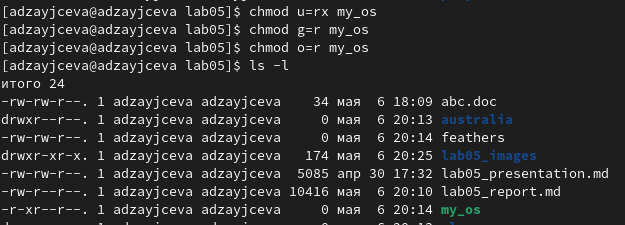 [adzayjceva@adzayjceva lab05]$ chmod u=rx my_os
[adzayjceva@adzayjceva lab05]$ chmod g=r my_os
[adzayjceva@adzayjceva lab05]$ chmod o=r my_os
[adzayjceva@adzayjceva lab05]$ ls -l
итого 24
-rw-rw-r--. 1 adzayjceva adzayjceva    34 мая  6 18:09 abc.doc
drwxr--r--. 1 adzayjceva adzayjceva     0 мая  6 20:13 australia
-rw-rw-r--. 1 adzayjceva adzayjceva     0 мая  6 20:14 feathers
drwxr-xr-x. 1 adzayjceva adzayjceva   174 мая  6 20:25 lab05_images
-rw-rw-r--. 1 adzayjceva adzayjceva  5085 апр 30 17:32 lab05_presentation.md
-rw-r--r--. 1 adzayjceva adzayjceva 10416 мая  6 20:10 lab05_report.md
-r-xr--r--. 1 adzayjceva adzayjceva     0 мая  6 20:14 my_os